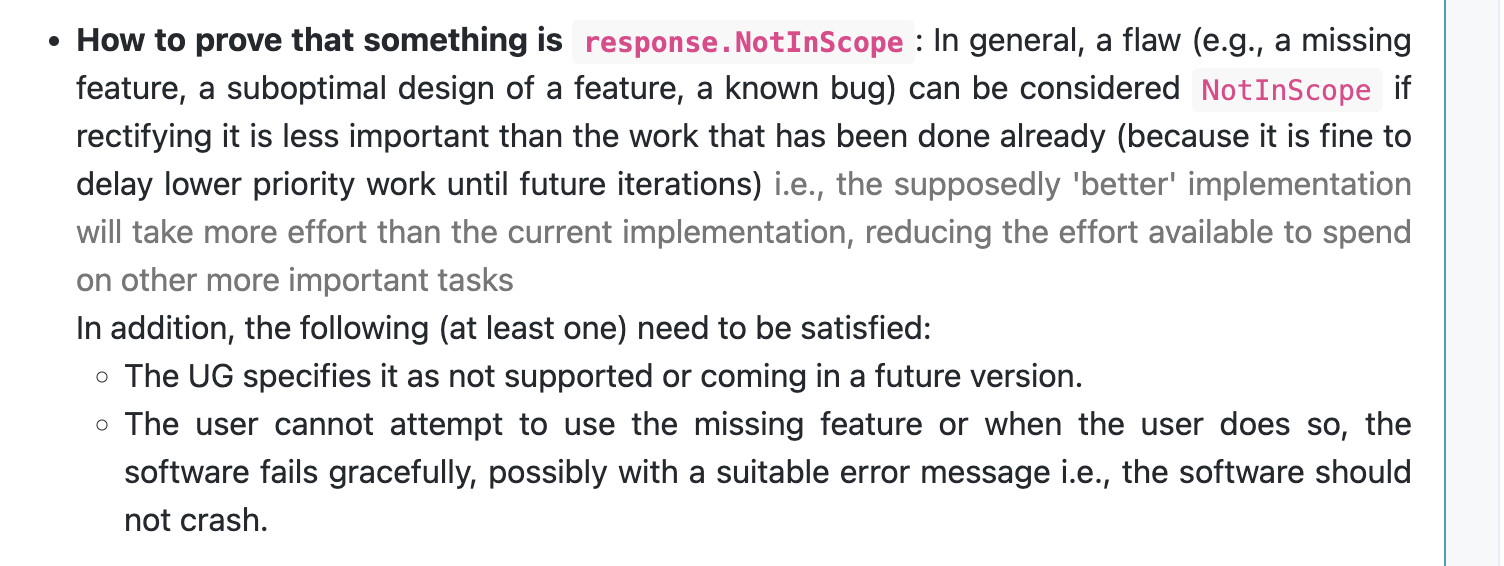 • How to prove that something is response.NotInScope : In general, a flaw (e.g., a missing
feature, a suboptimal design of a feature, a known bug) can be considered NotInScope if
rectifying it is less important than the work that has been done already (because it is fine to
delay lower priority work until future iterations) i.e., the supposedly 'better' implementation
will take more effort than the current implementation, reducing the effort available to spend
on other more important tasks
In addition, the following (at least one) need to be satisfied:
◦ The UG specifies it as not supported or coming in a future version.
◦ The user cannot attempt to use the missing feature or when the user does so, the
software fails gracefully, possibly with a suitable error message i.e., the software should
not crash.